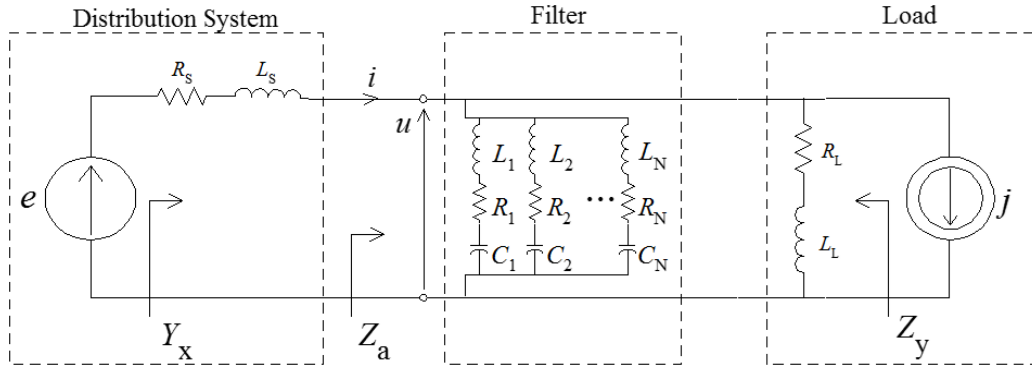 Distribution System Filter Load
R_S L_S i
u
L_1 L_2 L_N R_L
e R_1 R_2 ... R_N j
C_1 C_2 C_N L_L
Y_x Z_a Z_y